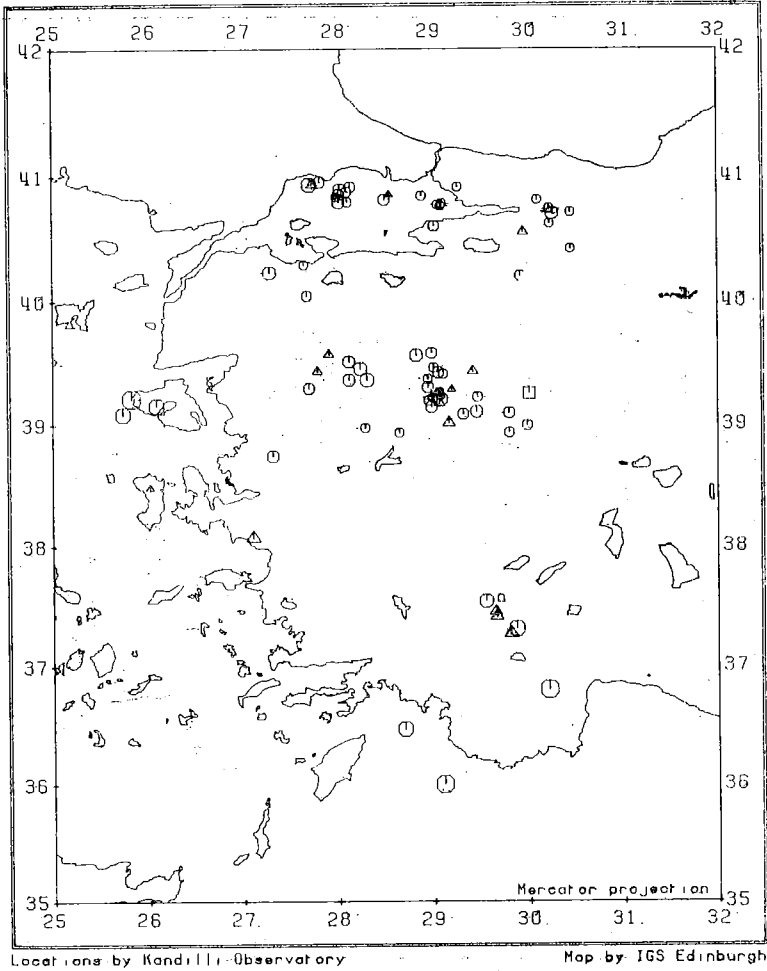 25 26 27 28 29 30 31 32
42 42
41 41
40 40
39 39
38 38
37 37
36 36
35 35
Mercator projection
25 26 27 28 29 30 31 32
Locations by Kandilli Observatory Map by IGS Edinburgh